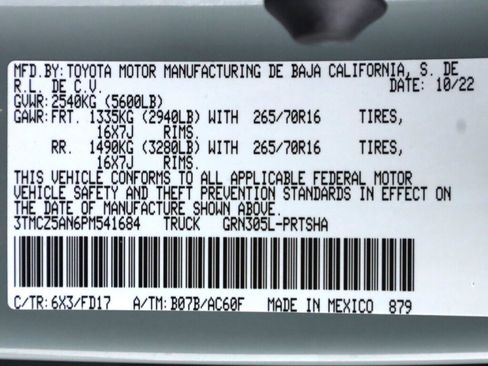 MFD.BY:TOYOTA MOTOR MANUFACTURING DE BAJA CALIFORNIA, S. DE
R.L. DE C.V. DATE: 10/22
GVWR:2540KG (5600LB)
GAWR:FRT. 1335KG (2940LB) WITH 265/70R16 TIRES,
16X7J RIMS.
RR. 1490KG (3280LB) WITH 265/70R16 TIRES,
16X7J RIMS.
THIS VEHICLE CONFORMS TO ALL APPLICABLE FEDERAL MOTOR
VEHICLE SAFETY AND THEFT PREVENTION STANDARDS IN EFFECT ON
THE DATE OF MANUFACTURE SHOWN ABOVE.
3TMCZ5AN6PM541684 TRUCK GRN305L-PRTSHA
C/TR:6X3/FD17 A/TM:B07B/AC60F MADE IN MEXICO 879